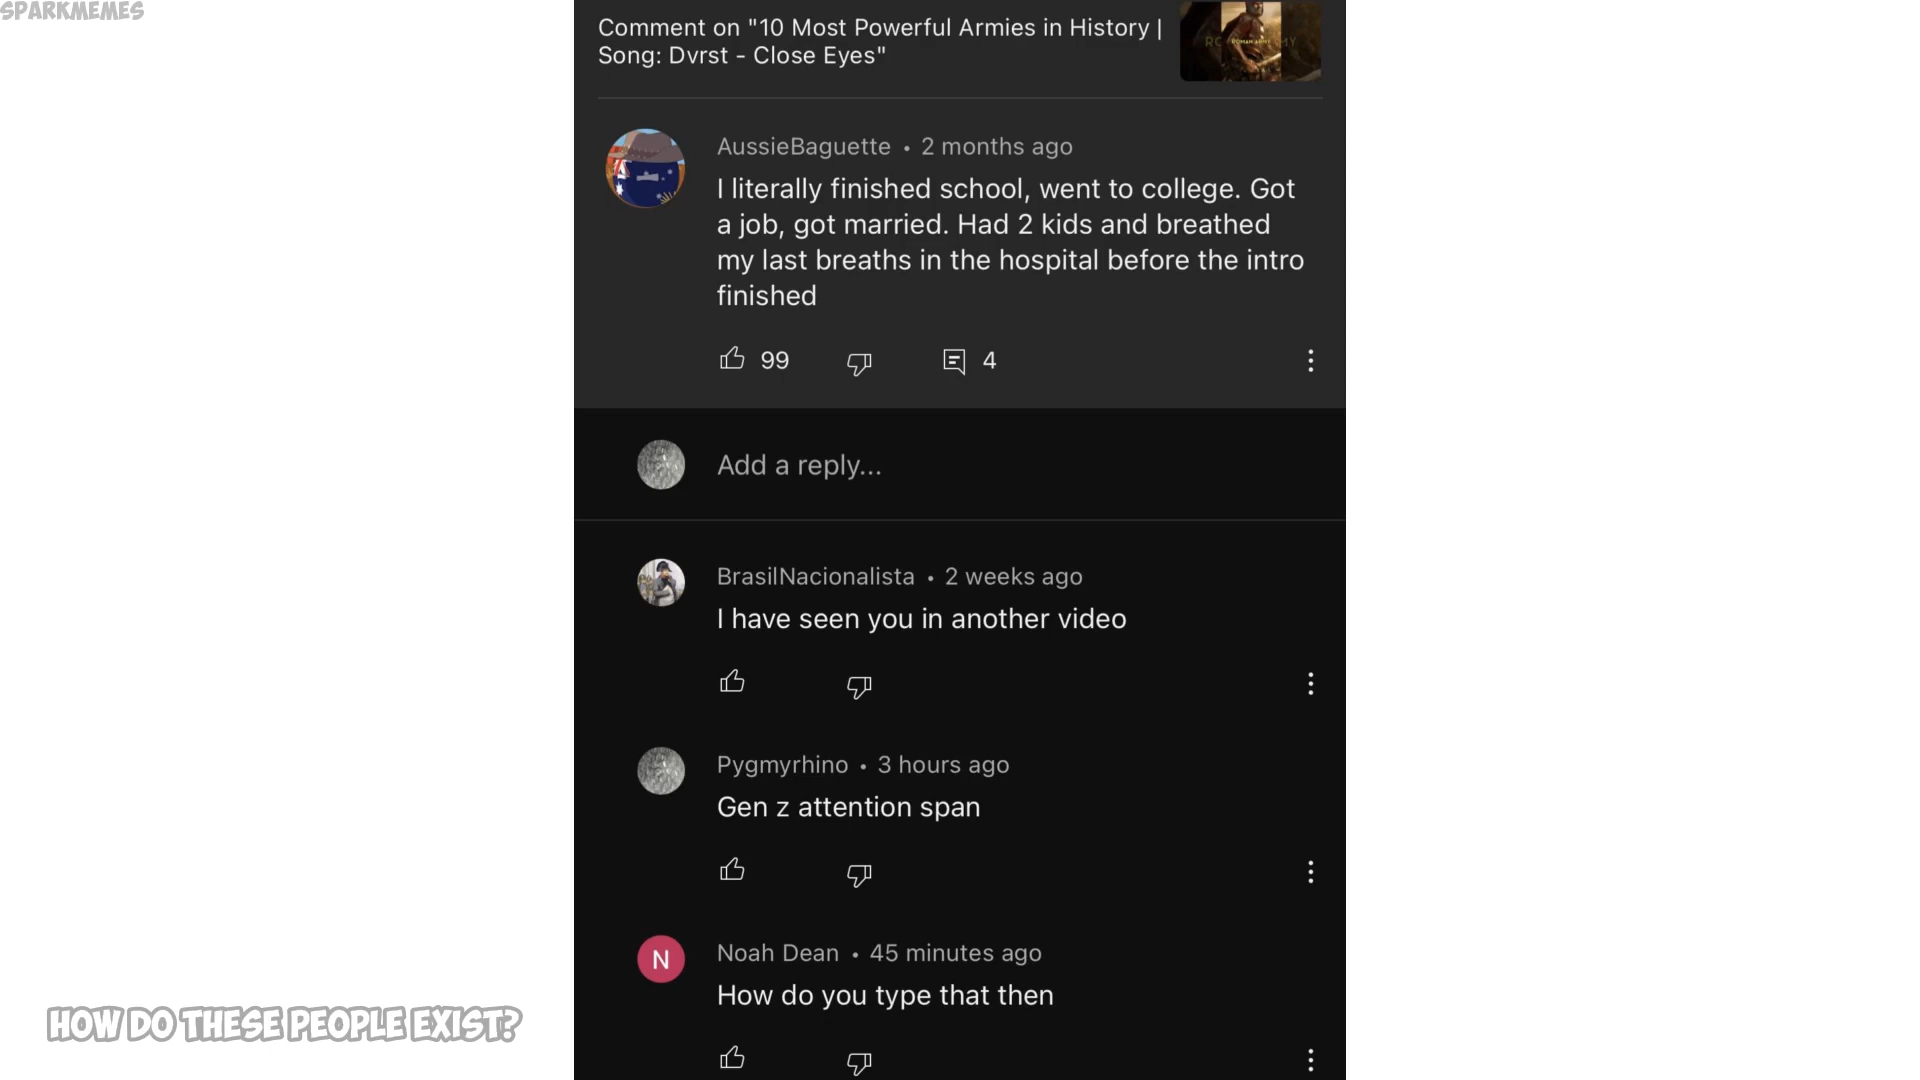 SPARKMEMES
Comment on "10 Most Powerful Armies in History |
Song: Dvrst - Close Eyes"
ROMAN ARMY
AussieBaguette • 2 months ago
I literally finished school, went to college. Got
a job, got married. Had 2 kids and breathed
my last breaths in the hospital before the intro
finished
99
4
Add a reply...
BrasilNacionalista • 2 weeks ago
I have seen you in another video
Pygmyrhino • 3 hours ago
Gen z attention span
N
Noah Dean • 45 minutes ago
How do you type that then
HOW DO THESE PEOPLE EXIST?